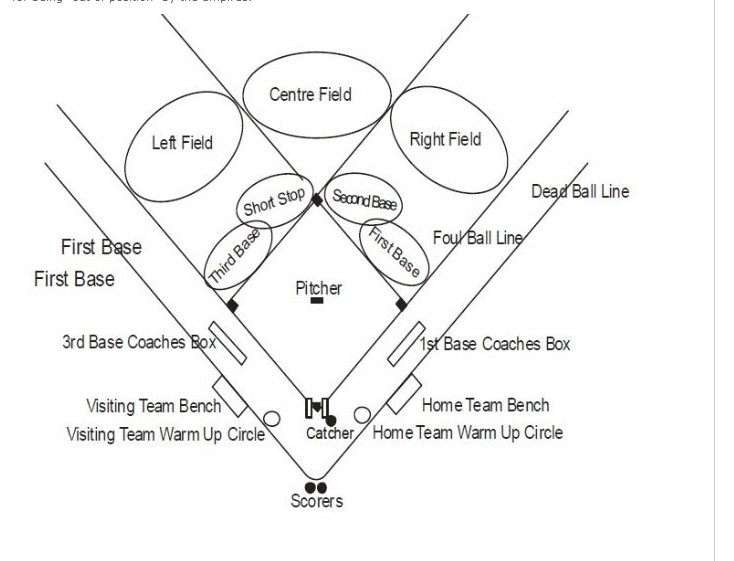 Centre Field
Left Field
Right Field
Short Stop
Second Base
Dead Ball Line
Third Base
First Base
Foul Ball Line
First Base
First Base
Pitcher
3rd Base Coaches Box
1st Base Coaches Box
Visiting Team Bench
Home Team Bench
Visiting Team Warm Up Circle
Catcher
Home Team Warm Up Circle
Scorers